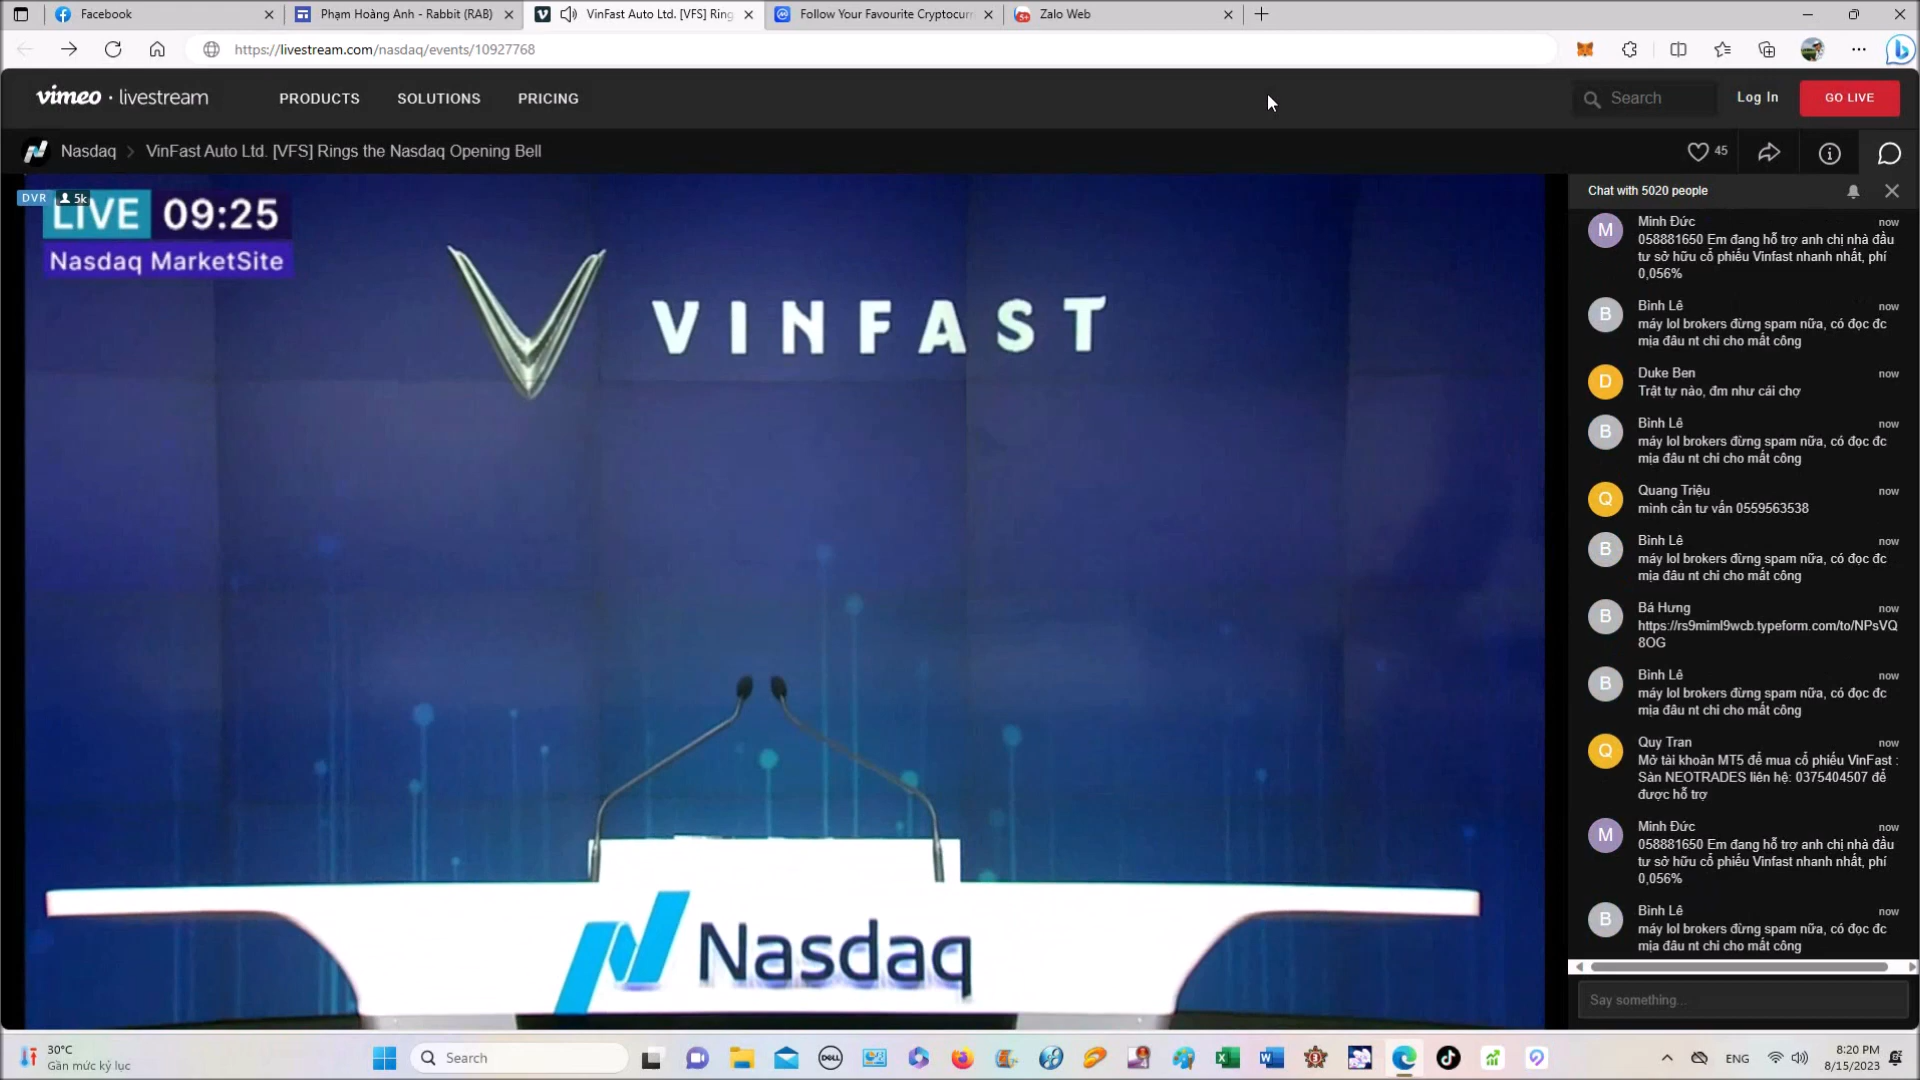 Facebook
Phạm Hoàng Anh - Rabbit (RAB)
VinFast Auto Ltd. [VFS] Ring
Follow Your Favourite Cryptocurr
Zalo Web
https://livestream.com/nasdaq/events/10927768
vimeo · livestream
PRODUCTS
SOLUTIONS
PRICING
Search
Log In
GO LIVE
Nasdaq > VinFast Auto Ltd. [VFS] Rings the Nasdaq Opening Bell
45
DVR
5k
LIVE 09:25
Nasdaq MarketSite
VINFAST
Nasdaq
Chat with 5020 people
Minh Đức now
M
058881650 Em đang hỗ trợ anh chị nhà đầu
tư sở hữu cổ phiếu Vinfast nhanh nhất, phí
0,056%
Bình Lê now
B
máy lol brokers đừng spam nữa, có đọc đc
mịa đâu nt chi cho mất công
Duke Ben now
D
Trật tự nào, đm như cái chợ
Bình Lê now
B
máy lol brokers đừng spam nữa, có đọc đc
mịa đâu nt chi cho mất công
Quang Triệu now
Q
mình cần tư vấn 0559563538
Bình Lê now
B
máy lol brokers đừng spam nữa, có đọc đc
mịa đâu nt chi cho mất công
Bá Hưng now
B
https://rs9miml9wcb.typeform.com/to/NPsVQ
8OG
Bình Lê now
B
máy lol brokers đừng spam nữa, có đọc đc
mịa đâu nt chi cho mất công
Quy Tran now
Q
Mở tài khoản MT5 để mua cổ phiếu VinFast :
Sàn NEOTRADES liên hệ: 0375404507 để
được hỗ trợ
Minh Đức now
M
058881650 Em đang hỗ trợ anh chị nhà đầu
tư sở hữu cổ phiếu Vinfast nhanh nhất, phí
0,056%
Bình Lê now
B
máy lol brokers đừng spam nữa, có đọc đc
mịa đâu nt chi cho mất công
Say something...
30°C
Gần mức kỷ lục
Search
DELL
ENG
8:20 PM
8/15/2023